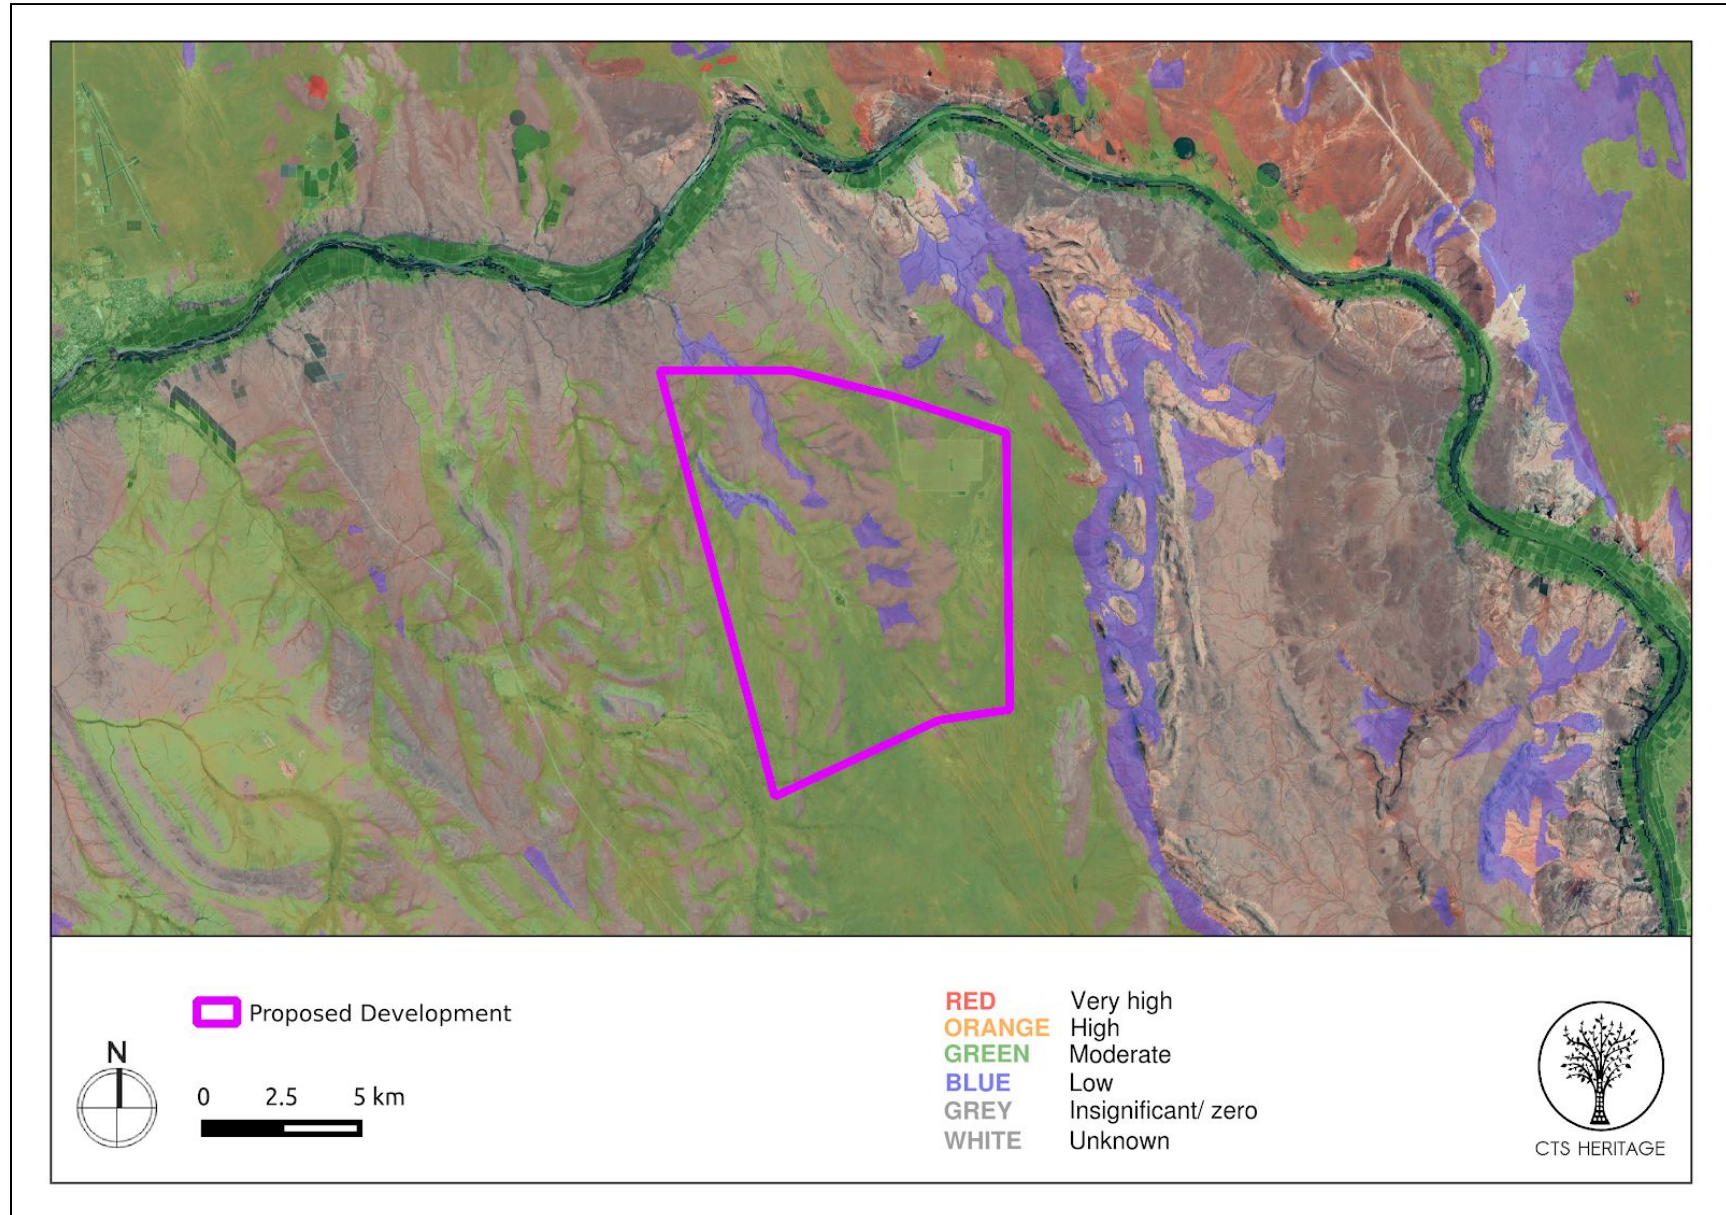 Proposed Development
N
0 2.5 5 km
RED Very high
ORANGE High
GREEN Moderate
BLUE Low
GREY Insignificant/ zero
WHITE Unknown
CTS HERITAGE